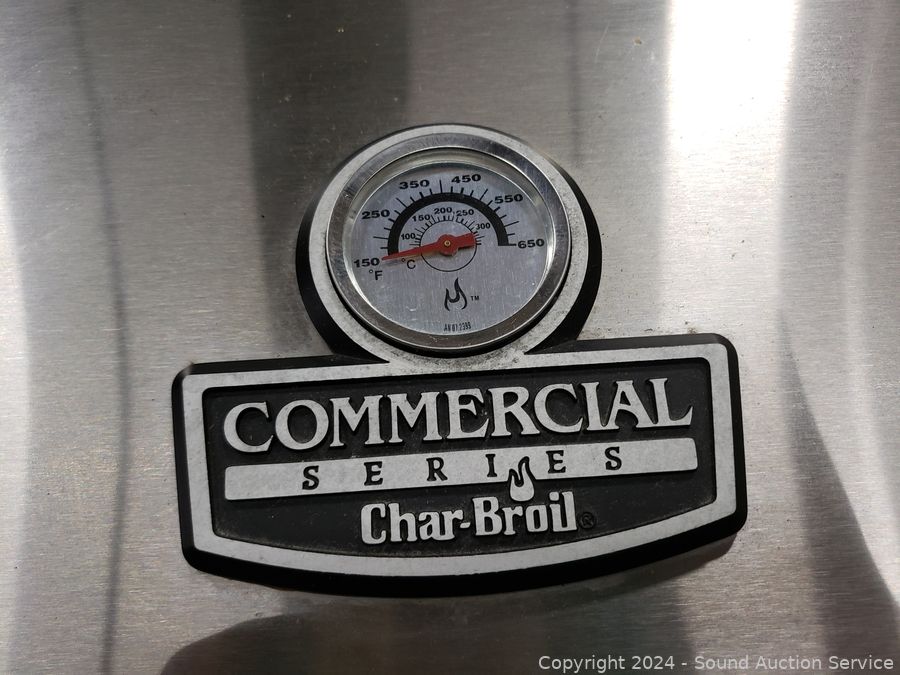 350 450
250 550
150 200 250
100 300
150 650
°F °C
TM
COMMERCIAL
SERIES
Char-Broil®
Copyright © 2024 - Sound Auction Service